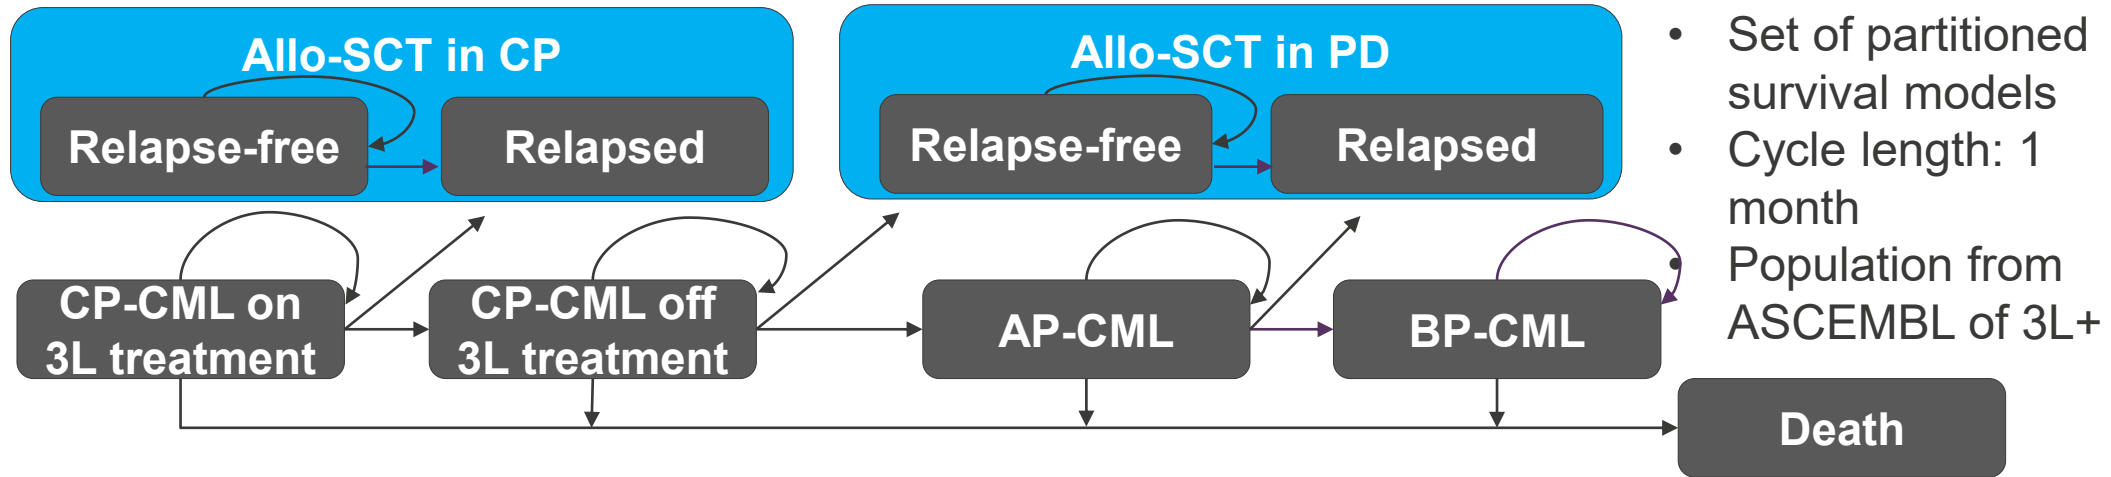 Allo-SCT in CP
Relapse-free
Relapsed
Allo-SCT in PD
Relapse-free
Relapsed
CP-CML on
3L treatment
CP-CML off
3L treatment
AP-CML
BP-CML
Death
• Set of partitioned
survival models
• Cycle length: 1
month
• Population from
ASCEMBL of 3L+